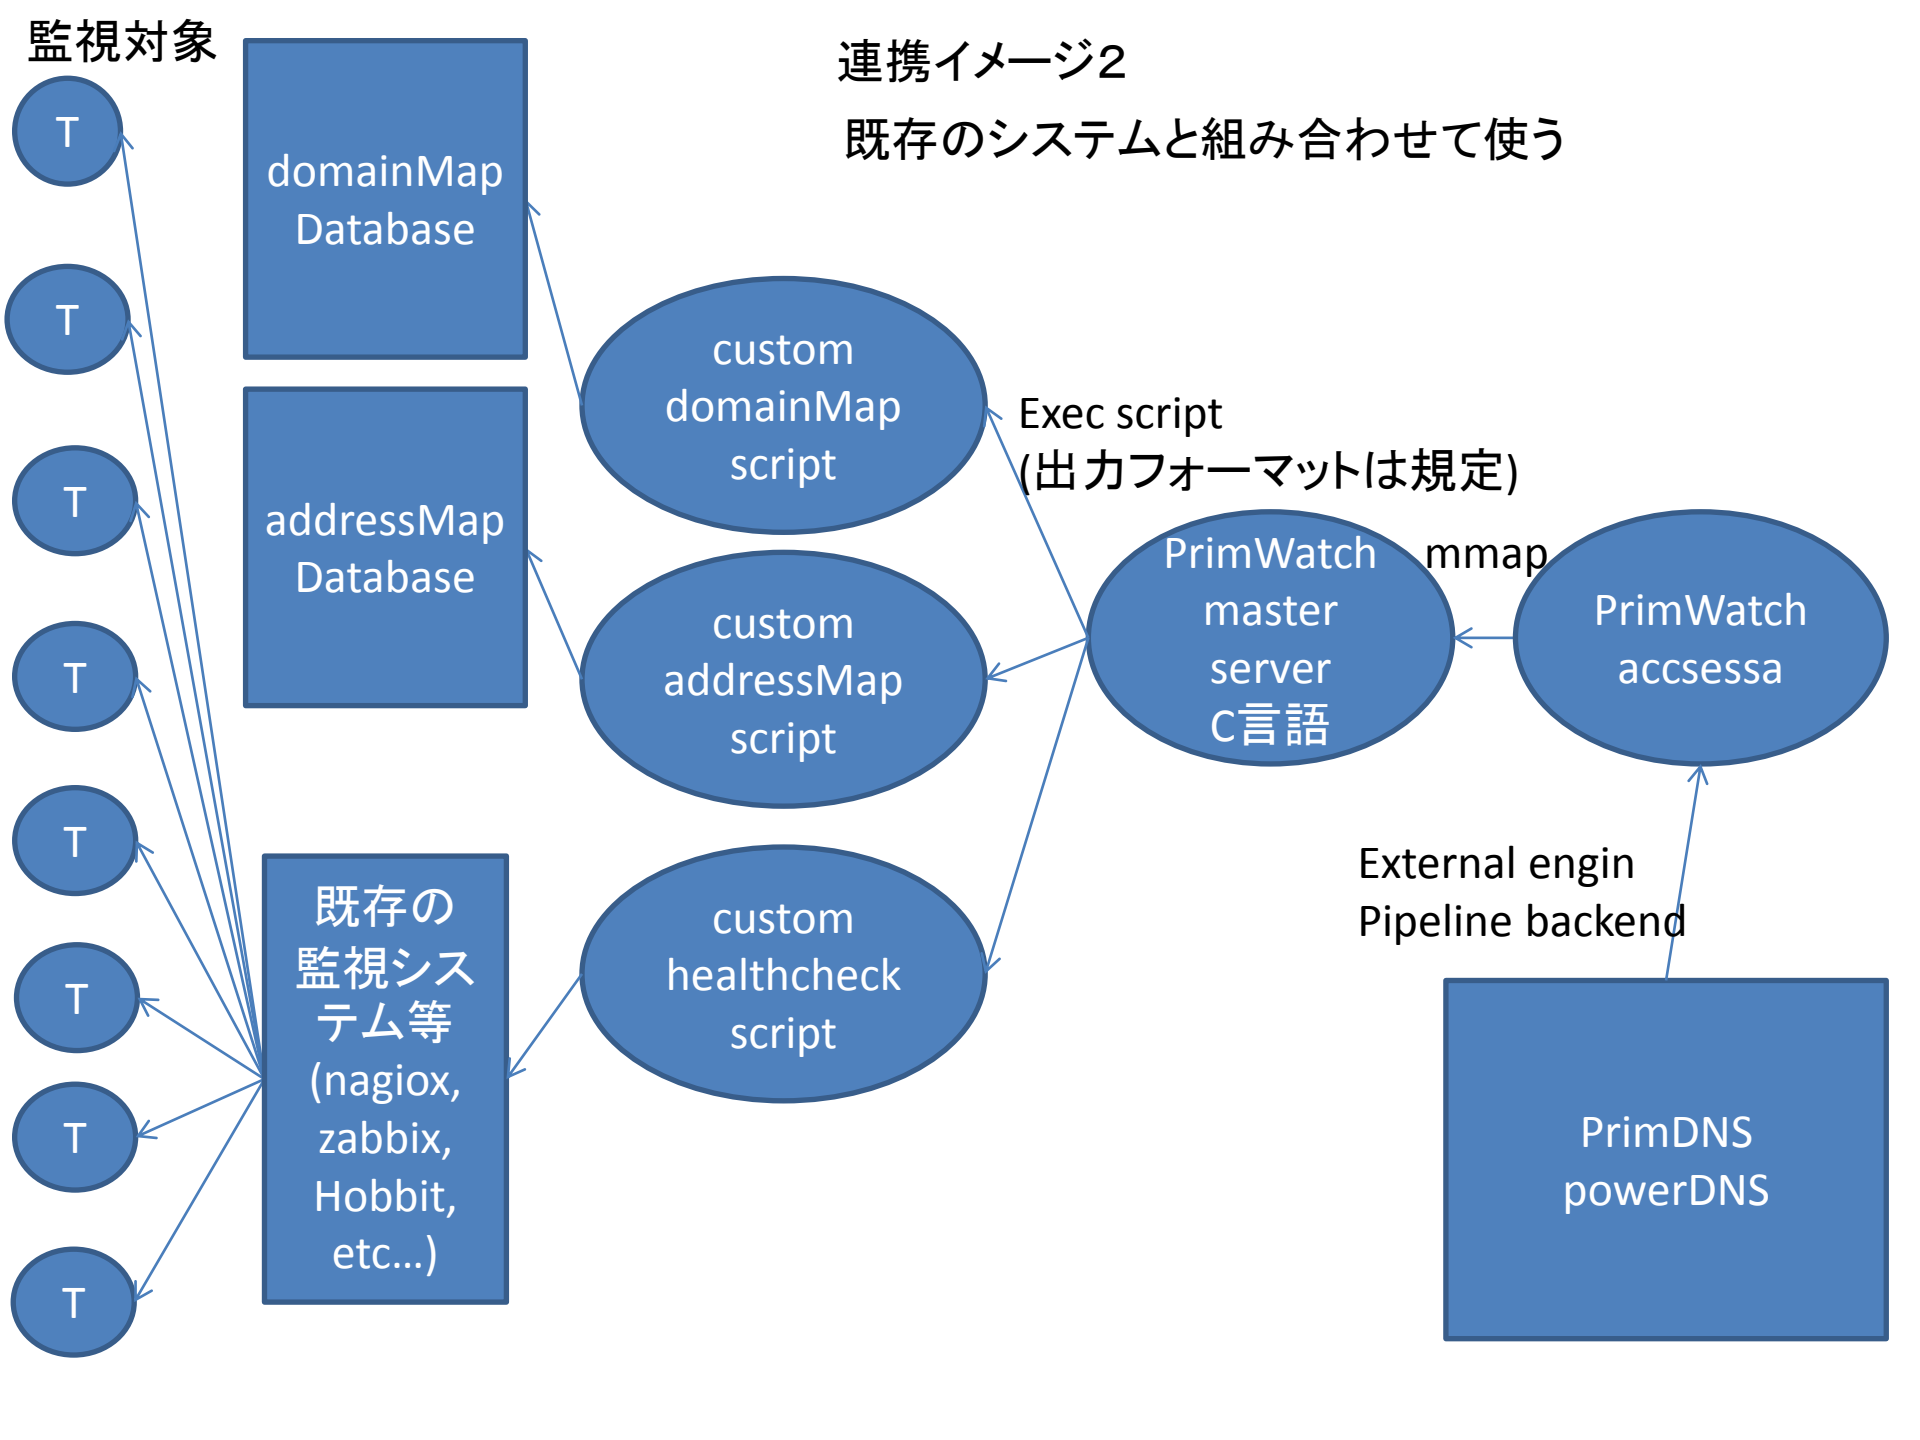 監視対象
連携イメージ２
既存のシステムと組み合わせて使う
T
T
T
T
T
T
T
T
domainMap
Database
addressMap
Database
既存の
監視シス
テム等
(nagiox,
zabbix,
Hobbit,
etc…)
custom
domainMap
script
custom
addressMap
script
custom
healthcheck
script
Exec script
(出力フォーマットは規定)
PrimWatch
master
server
C言語
mmap
PrimWatch
accsessa
External engin
Pipeline backend
PrimDNS
powerDNS